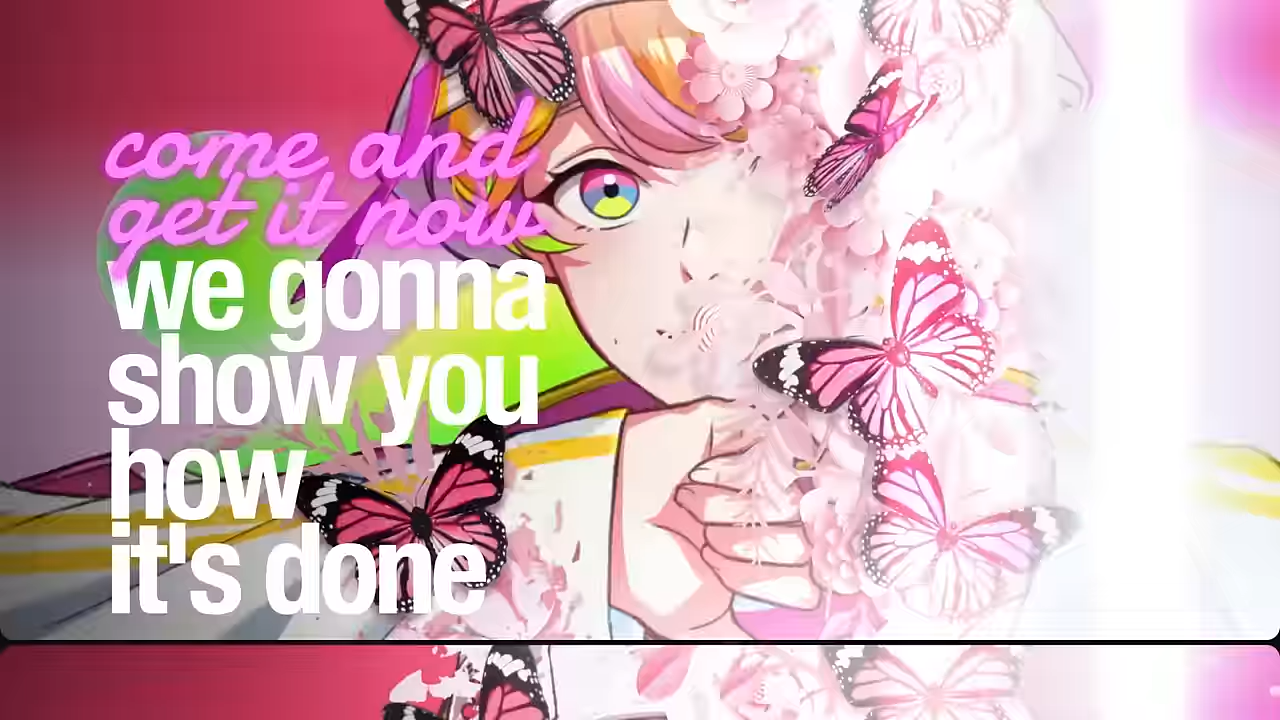 come and
get it now
we gonna
show you
how
it's done